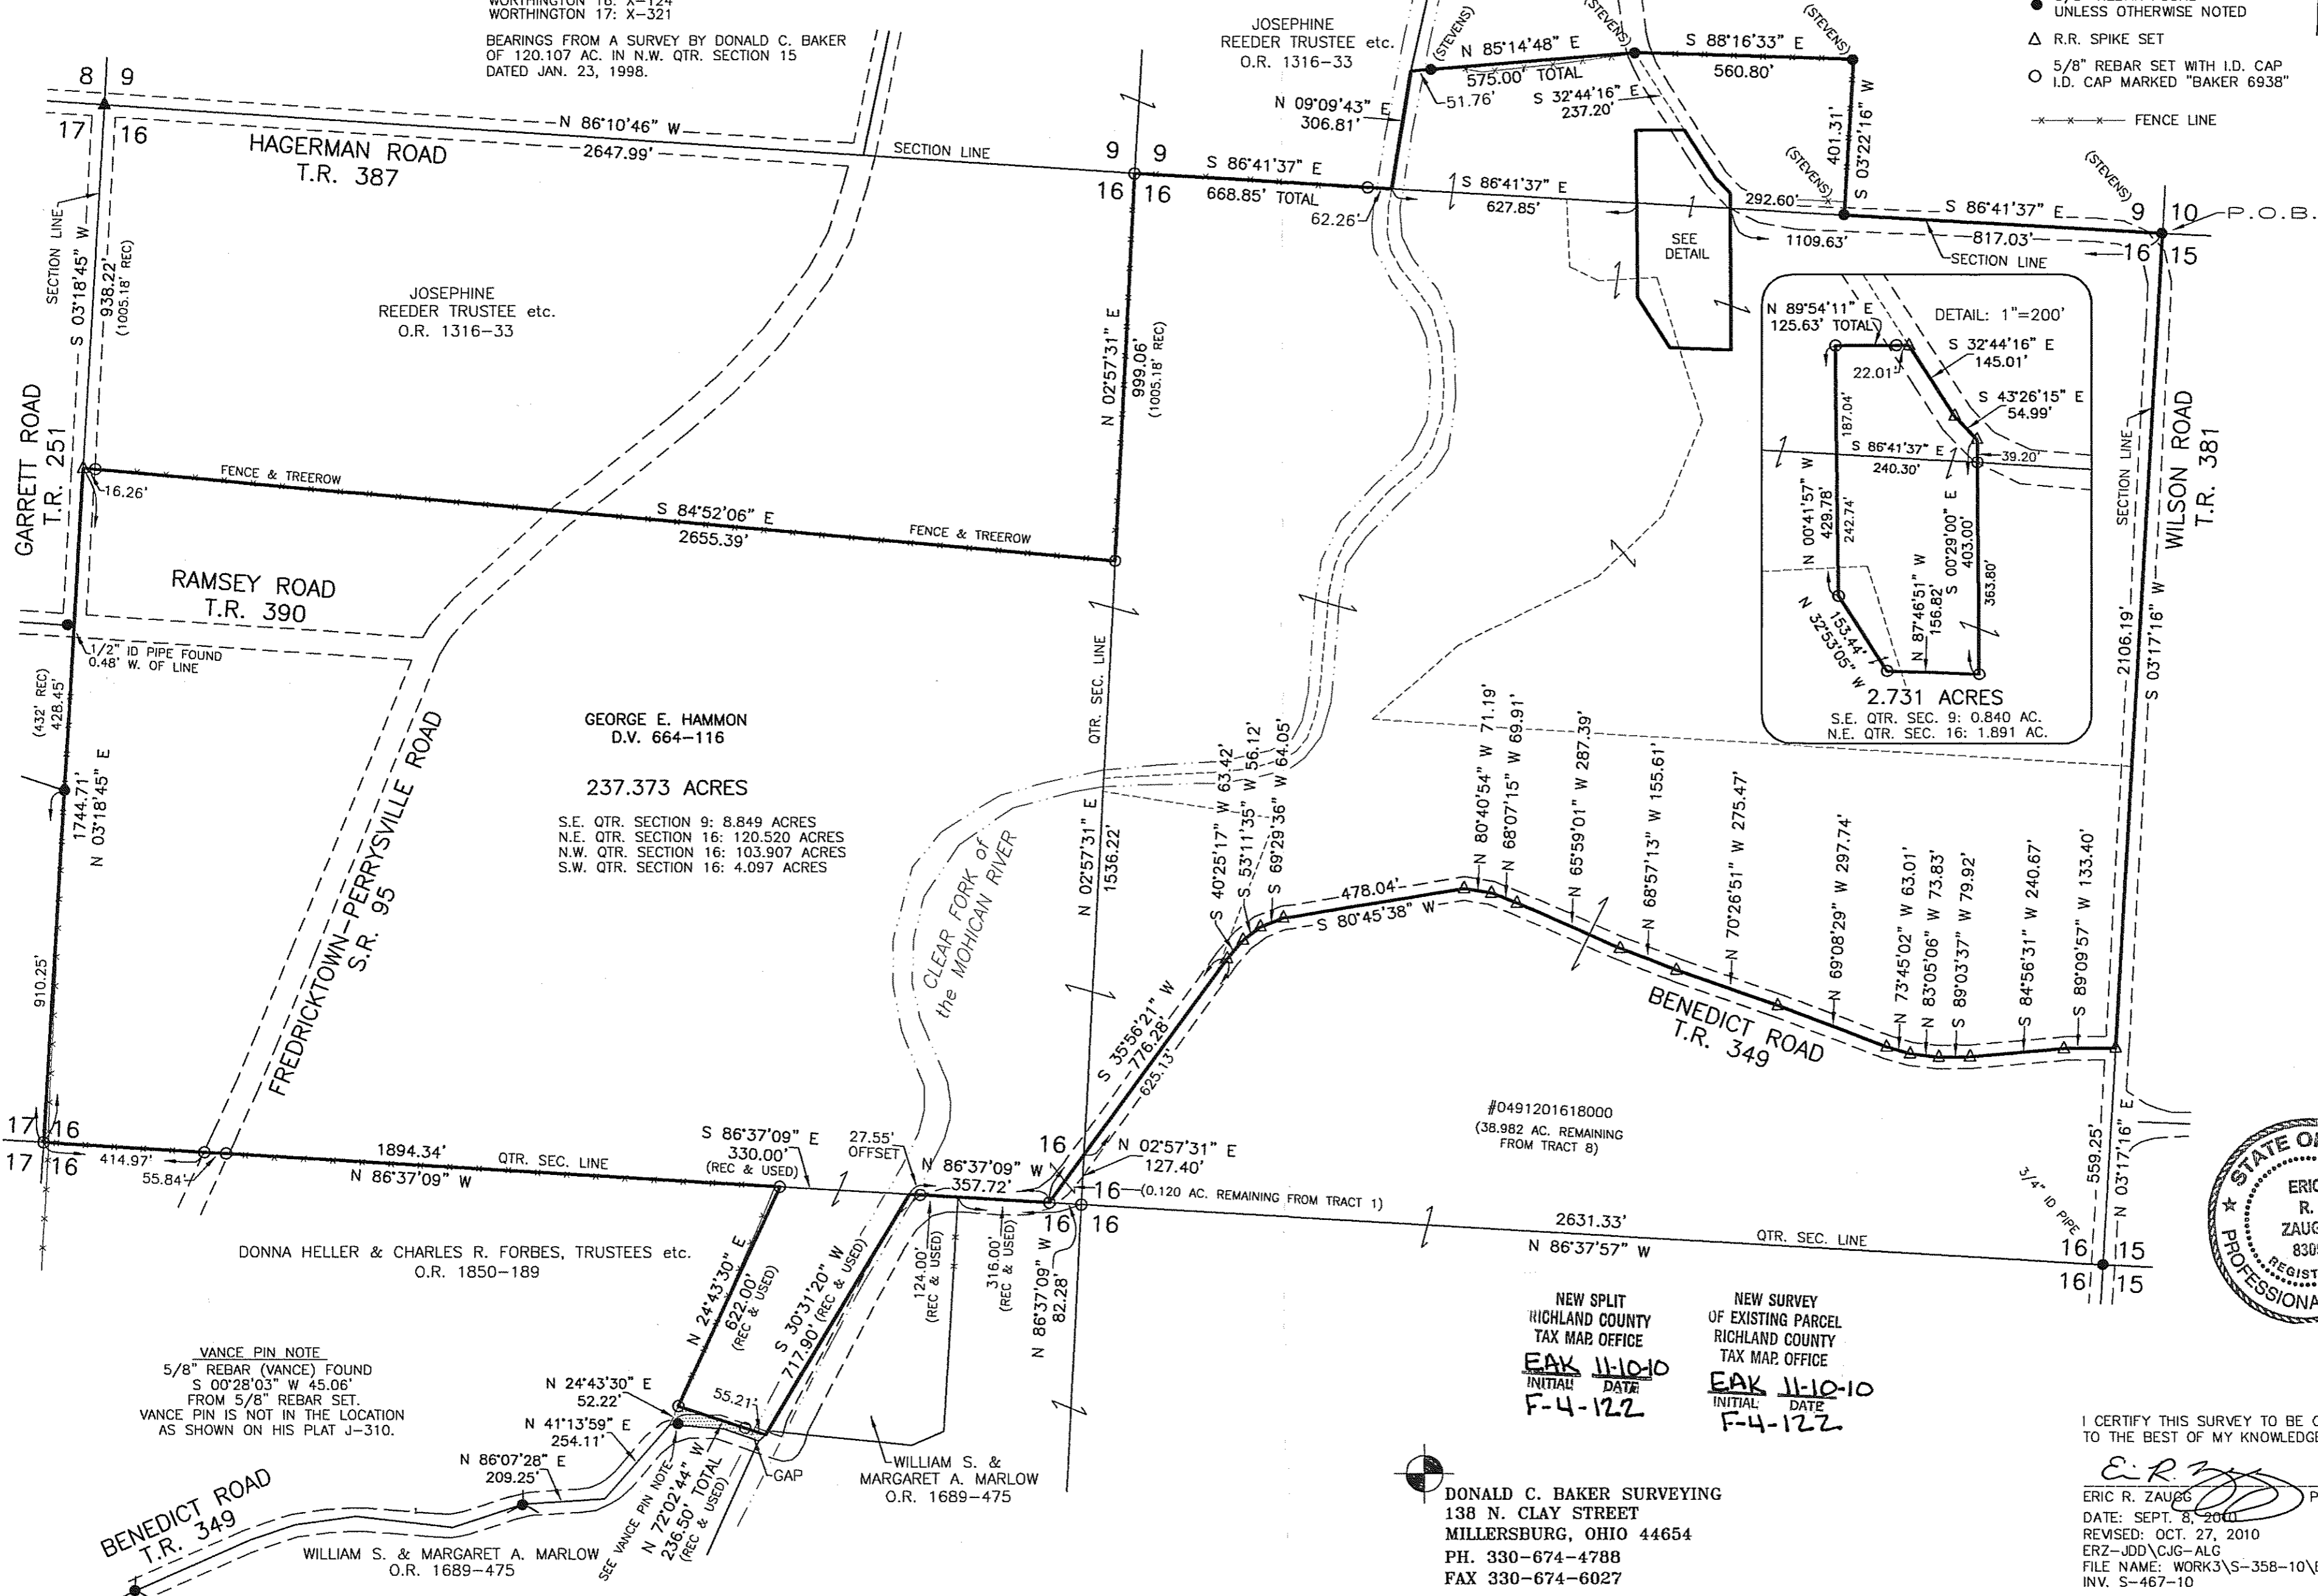 WORTHINGTON 16: X-124
WORTHINGTON 17: X-321
BEARINGS FROM A SURVEY BY DONALD C. BAKER
OF 120.107 AC. IN N.W. QTR. SECTION 15
DATED JAN. 23, 1998.
JOSEPHINE
REEDER TRUSTEE etc.
O.R. 1316-33
(STEVENS)
(STEVENS)
(STEVENS)
N 85°14'48" E
575.00' TOTAL
51.76'
S 88°16'33" E
560.80'
S 32°44'16" E
237.20'
N 09°09'43" E
306.81'
401.31'
S 03°22'16" W
UNLESS OTHERWISE NOTED
R.R. SPIKE SET
5/8" REBAR SET WITH I.D. CAP
I.D. CAP MARKED "BAKER 6938"
FENCE LINE
8 9
17 16
N 86°10'46" W
2647.99'
HAGERMAN ROAD
T.R. 387
SECTION LINE
9 9
16 16
S 86°41'37" E
668.85' TOTAL
62.26'
S 86°41'37" E
627.85'
292.60'
(STEVENS)
(STEVENS)
S 86°41'37" E
817.03'
1109.63'
SECTION LINE
9 10
16 15
P.O.B.
SEE
DETAIL
SECTION LINE
S 03°18'45" W
938.22'
(1005.18' REC)
JOSEPHINE
REEDER TRUSTEE etc.
O.R. 1316-33
N 02°57'31" E
999.06'
(1005.18' REC)
N 89°54'11" E
125.63' TOTAL
DETAIL: 1"=200'
S 32°44'16" E
145.01'
22.01'
S 43°26'15" E
54.99'
187.04'
S 86°41'37" E
240.30'
39.20'
N 00°41'57" W
429.78'
242.74'
S 00°29'00" E
403.00'
363.80'
N 87°46'51" W
156.82'
153.44'
N 32°53'05" W
2.731 ACRES
S.E. QTR. SEC. 9: 0.840 AC.
N.E. QTR. SEC. 16: 1.891 AC.
SECTION LINE
2106.19'
S 03°17'16" W
WILSON ROAD
T.R. 381
GARRETT ROAD
T.R. 251
16.26'
FENCE & TREEROW
S 84°52'06" E
2655.39'
FENCE & TREEROW
RAMSEY ROAD
T.R. 390
1/2" ID PIPE FOUND
0.48' W. OF LINE
(432' REC)
428.45'
1744.71'
N 03°18'45" E
910.25'
FREDRICKTOWN-PERRYSVILLE ROAD
S.R. 95
GEORGE E. HAMMON
D.V. 664-116
237.373 ACRES
S.E. QTR. SECTION 9: 8.849 ACRES
N.E. QTR. SECTION 16: 120.520 ACRES
N.W. QTR. SECTION 16: 103.907 ACRES
S.W. QTR. SECTION 16: 4.097 ACRES
CLEAR FORK of
the MOHICAN RIVER
QTR. SEC. LINE
N 02°57'31" E
1536.22'
S 40°25'17" W 63.42'
S 53°11'35" W 56.12'
S 69°29'36" W 64.05'
478.04'
S 80°45'38" W
N 80°40'54" W 71.19'
N 68°07'15" W 69.91'
N 65°59'01" W 287.39'
N 68°57'13" W 155.61'
N 70°26'51" W 275.47'
N 69°08'29" W 297.74'
N 73°45'02" W 63.01'
N 83°05'06" W 73.83'
S 89°03'37" W 79.92'
S 84°56'31" W 240.67'
S 89°09'57" W 133.40'
BENEDICT ROAD
T.R. 349
S 35°56'21" W
776.28'
625.13'
#0491201618000
(38.982 AC. REMAINING
FROM TRACT 8)
559.25'
N 03°17'16" E
3/4" ID PIPE
17 16
17 16
414.97'
55.84'
1894.34'
N 86°37'09" W
QTR. SEC. LINE
S 86°37'09" E
330.00'
(REC & USED)
27.55'
OFFSET
N 86°37'09" W
357.72'
16 16
16 16
N 02°57'31" E
127.40'
(0.120 AC. REMAINING FROM TRACT 1)
2631.33'
N 86°37'57" W
QTR. SEC. LINE
16 15
16 15
124.00'
(REC & USED)
316.00'
(REC & USED)
N 86°37'09" W
82.28'
DONNA HELLER & CHARLES R. FORBES, TRUSTEES etc.
O.R. 1850-189
N 24°43'30" E
622.00'
(REC & USED)
S 30°31'20" W
717.90' (REC & USED)
55.21'
VANCE PIN NOTE
5/8" REBAR (VANCE) FOUND
S 00°28'03" W 45.06'
FROM 5/8" REBAR SET.
VANCE PIN IS NOT IN THE LOCATION
AS SHOWN ON HIS PLAT J-310.
N 24°43'30" E
52.22'
N 41°13'59" E
254.11'
N 86°07'28" E
209.25'
SEE VANCE PIN NOTE
N 72°02'44" W
236.50' TOTAL
(REC & USED)
GAP
WILLIAM S. &
MARGARET A. MARLOW
O.R. 1689-475
BENEDICT ROAD
T.R. 349
WILLIAM S. & MARGARET A. MARLOW
O.R. 1689-475
NEW SPLIT
RICHLAND COUNTY
TAX MAP OFFICE
EAK 11-10-10
INITIAL DATE
F-4-122
NEW SURVEY
OF EXISTING PARCEL
RICHLAND COUNTY
TAX MAP OFFICE
EAK 11-10-10
INITIAL DATE
F-4-122
DONALD C. BAKER SURVEYING
138 N. CLAY STREET
MILLERSBURG, OHIO 44654
PH. 330-674-4788
FAX 330-674-6027
STATE OF
ERIC
R.
ZAUG
830
REGIST
PROFESSIONA
I CERTIFY THIS SURVEY TO BE
TO THE BEST OF MY KNOWLEDGE
ERIC R. ZAUGG P
DATE: SEPT. 8, 2010
REVISED: OCT. 27, 2010
ERZ-JDD\CJG-ALG
FILE NAME: WORK3\S-358-10\
INV. S-467-10